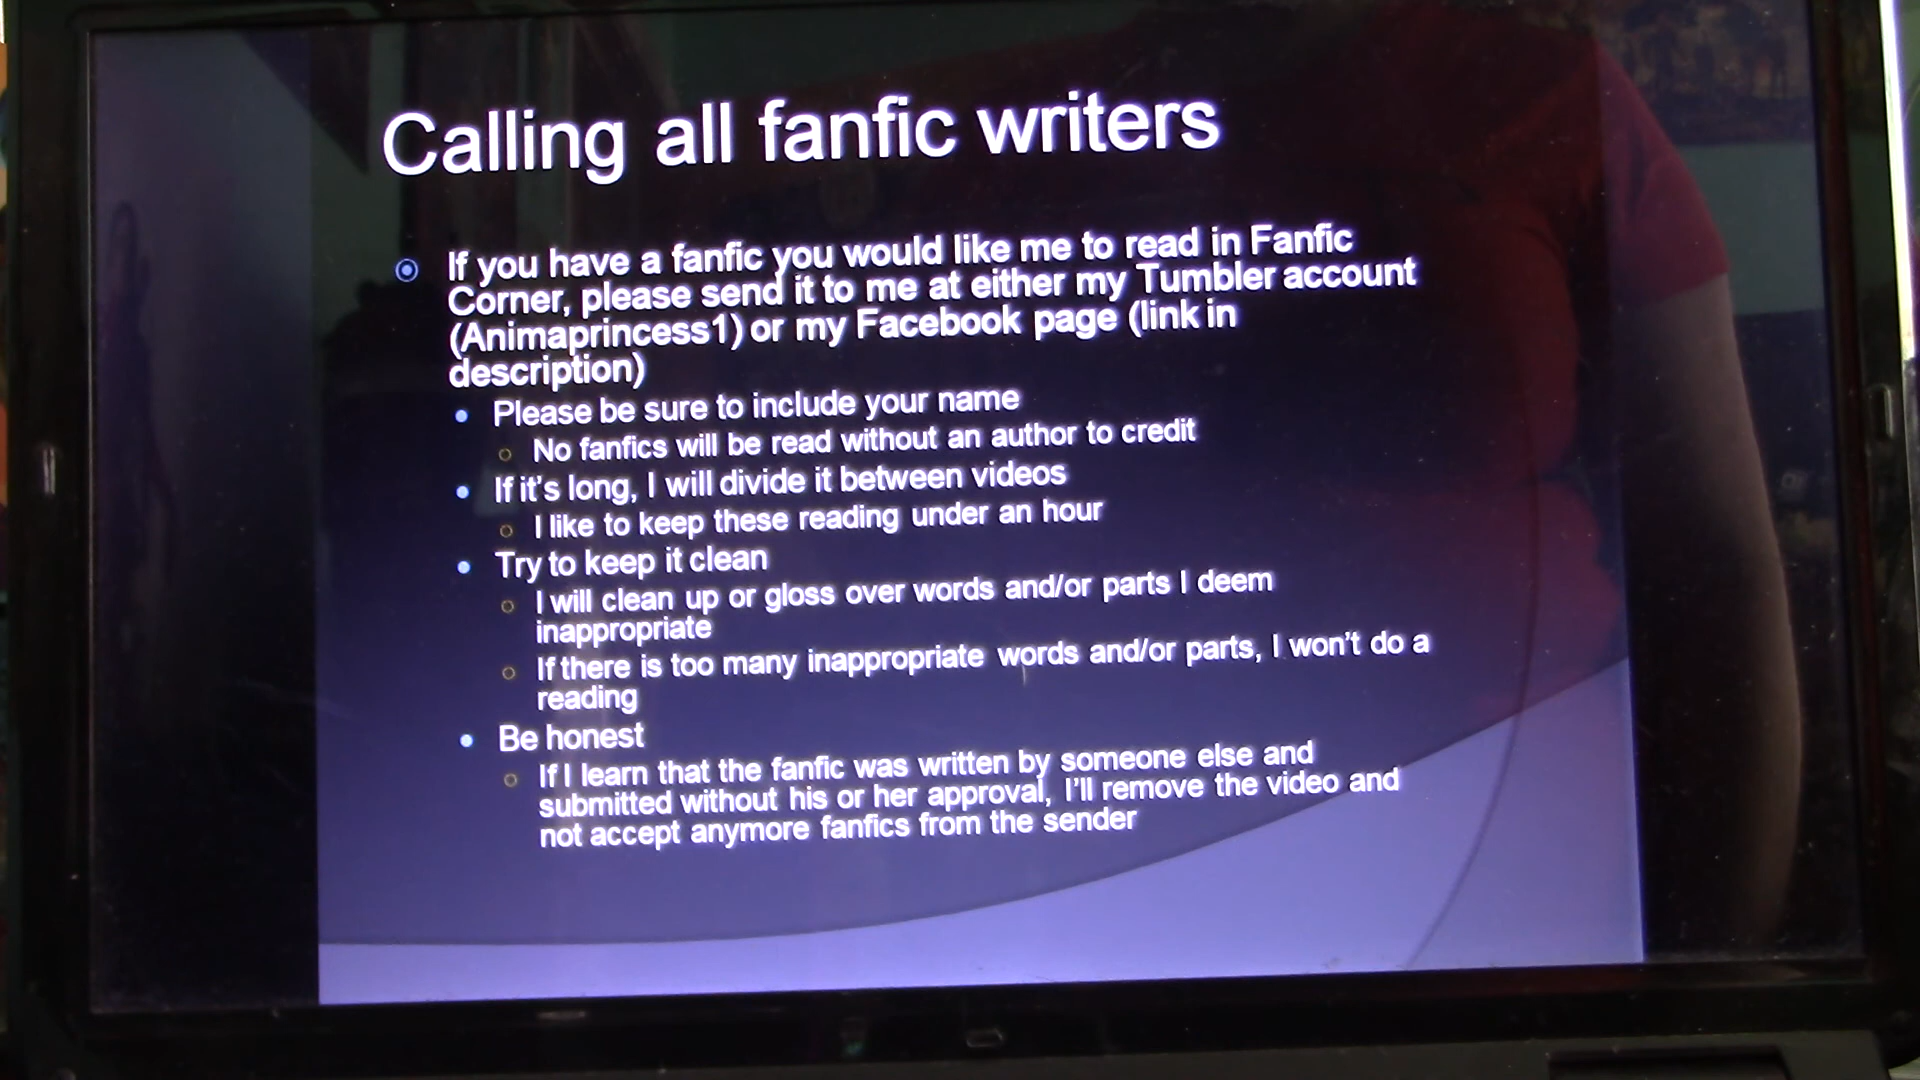 Calling all fanfic writers
If you have a fanfic you would like me to read in Fanfic
Corner, please send it to me at either my Tumbler account
(Animaprincess1) or my Facebook page (link in
description)
Please be sure to include your name
No fanfics will be read without an author to credit
If it's long, I will divide it between videos
I like to keep these reading under an hour
Try to keep it clean
I will clean up or gloss over words and/or parts I deem
inappropriate
If there is too many inappropriate words and/or parts, I won't do a
reading
Be honest
If I learn that the fanfic was written by someone else and
submitted without his or her approval, I'll remove the video and
not accept anymore fanfics from the sender